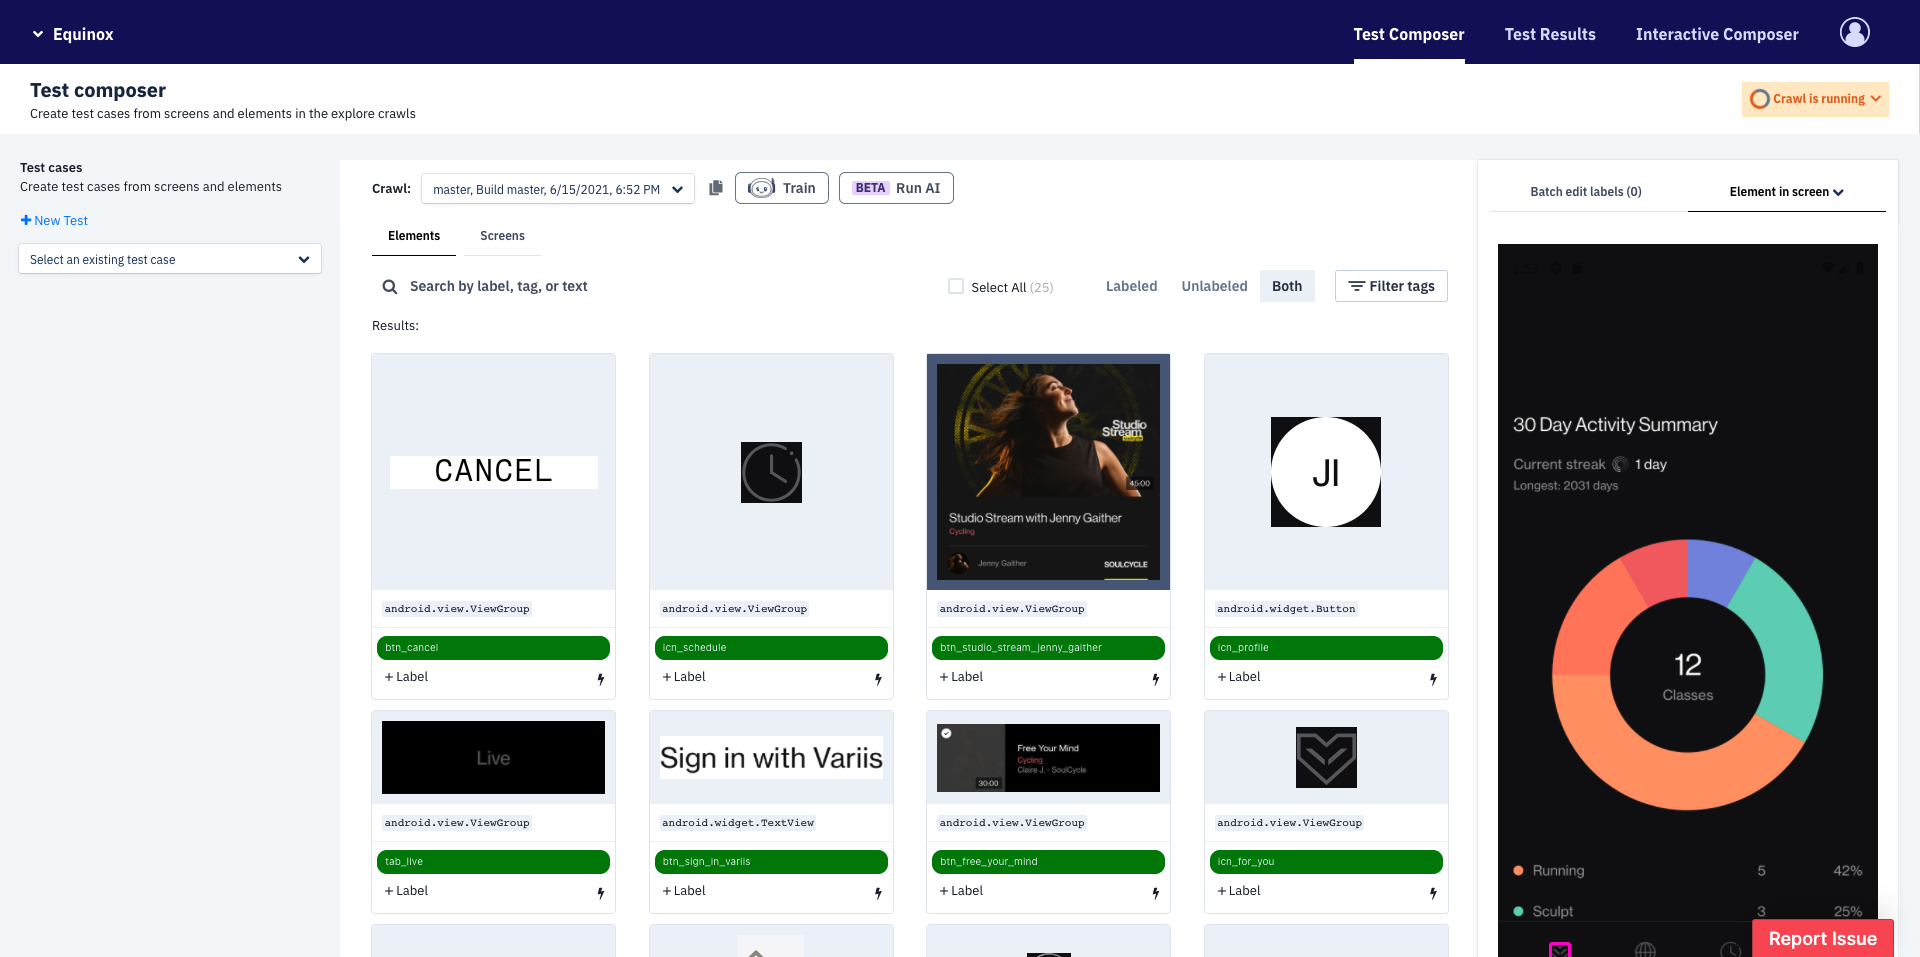 Equinox
Test Composer
Test Results
Interactive Composer
Test composer
Create test cases from screens and elements in the explore crawls
Crawl is running
Test cases
Create test cases from screens and elements
New Test
Select an existing test case
Crawl:
master, Build master, 6/15/2021, 6:52 PM
Train
BETA Run AI
Elements
Screens
Search by label, tag, or text
Select All (25)
Labeled
Unlabeled
Both
Filter tags
Results:
CANCEL
android.view.ViewGroup
btn_cancel
+ Label
android.view.ViewGroup
icn_schedule
+ Label
Studio
Stream
45:00
Studio Stream with Jenny Gaither
Cycling
Jenny Gaither
SOULCYCLE
android.view.ViewGroup
btn_studio_stream_jenny_gaither
+ Label
JI
android.widget.Button
icn_profile
+ Label
Live
android.view.ViewGroup
tab_live
+ Label
Sign in with Variis
android.widget.TextView
btn_sign_in_variis
+ Label
Free Your Mind
Cycling
Claire J. - SoulCycle
30:00
android.view.ViewGroup
btn_free_your_mind
+ Label
android.view.ViewGroup
icn_for_you
+ Label
Batch edit labels (0)
Element in screen
30 Day Activity Summary
Current streak 1 day
Longest: 2031 days
12
Classes
Running 5 42%
Sculpt 3 25%
Report Issue